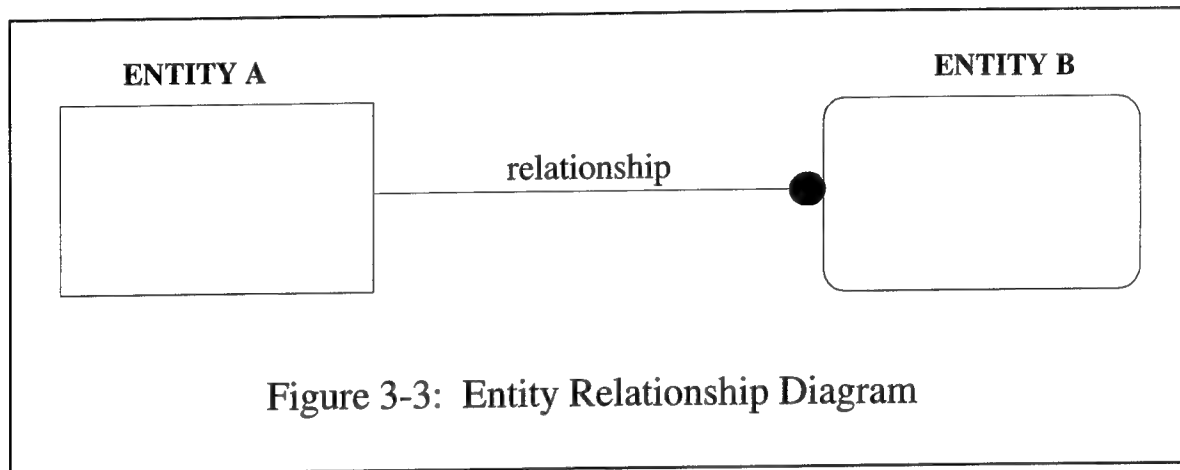 ENTITY A
ENTITY B
relationship
Figure 3-3: Entity Relationship Diagram